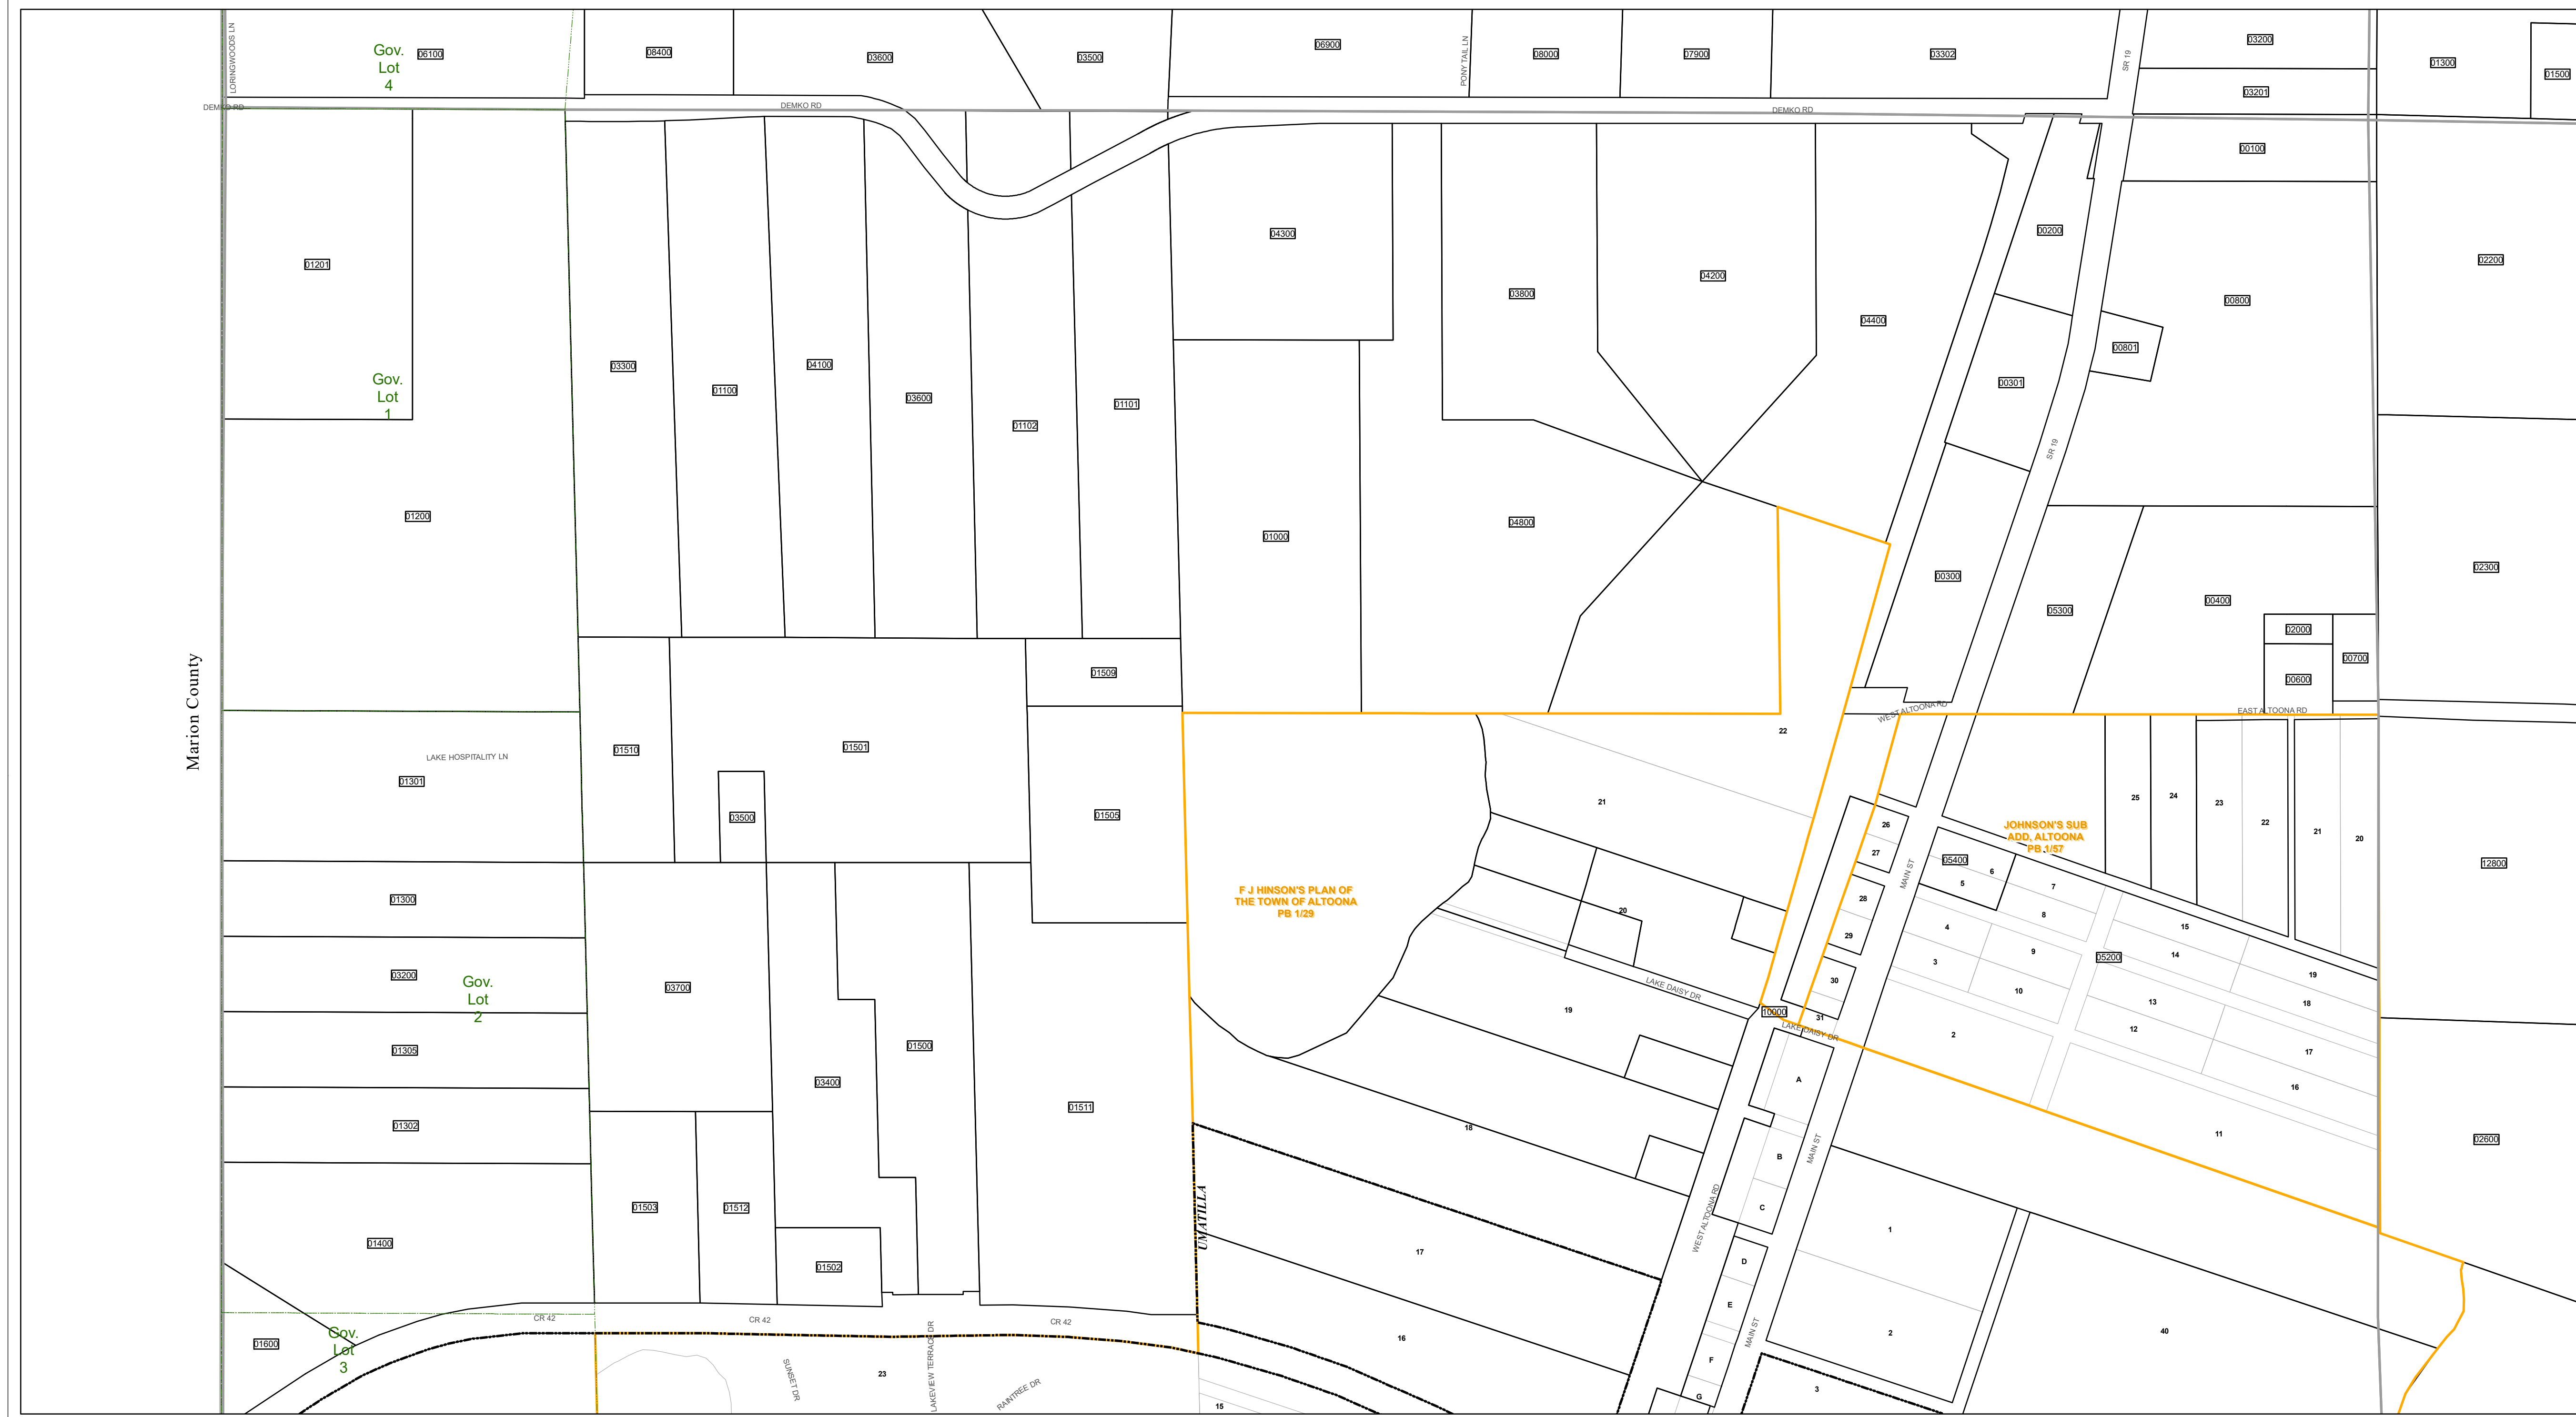 LORINGWOODS LN
Gov.
Lot
4
06100
08400
03600
03500
06900
PONY TAIL LN
08000
07900
03302
SR 19
03200
03201
01300
01500
DEMKO RD
DEMKO RD
DEMKO RD
00100
01201
04300
03800
04200
04400
00200
00800
02200
00801
00301
Gov.
Lot
1
03300
01100
04100
03600
01102
01101
SR 19
01200
01000
04800
00300
05300
00400
02300
02000
00700
00600
Marion County
01509
WEST ALTOONA RD
EAST ALTOONA RD
LAKE HOSPITALITY LN
01301
01510
01501
03500
01505
22
21
26
27
28
29
30
31
MAIN ST
JOHNSON'S SUB
ADD, ALTOONA
PB 1/57
25
24
23
22
21
20
12800
05400
6
5
7
8
4
3
9
10
2
15
14
05200
13
12
19
18
17
16
11
F J HINSON'S PLAN OF
THE TOWN OF ALTOONA
PB 1/29
20
LAKE DAISY DR
19
10000
LAKE DAISY DR
01300
03200
Gov.
Lot
2
01305
01302
03700
03400
01500
01511
18
A
B
C
MAIN ST
02600
01400
01503
01512
01502
UMATILLA
17
WEST ALTOONA RD
1
D
E
F
G
MAIN ST
2
40
16
3
01600
Gov.
Lot
3
CR 42
CR 42
CR 42
SUNSET DR
23
LAKEVIEW TERRACE DR
RAINTREE DR
15